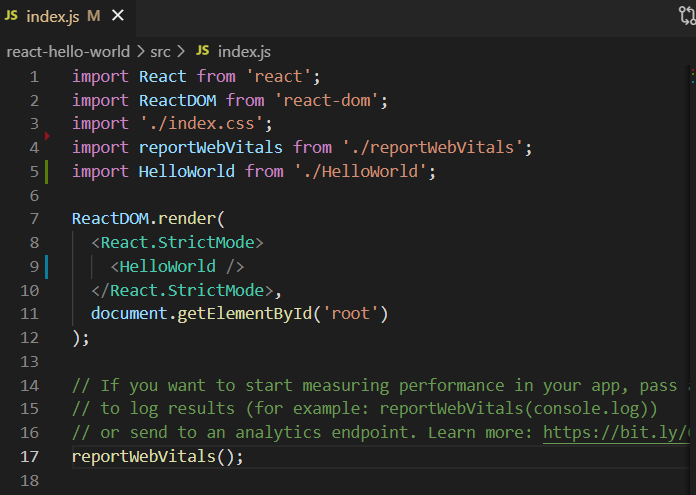 JS index.js M ×
react-hello-world > src > JS index.js
1 import React from 'react';
2 import ReactDOM from 'react-dom';
3 import './index.css';
4 import reportWebVitals from './reportWebVitals';
5 import HelloWorld from './HelloWorld';
6
7 ReactDOM.render(
8   <React.StrictMode>
9     <HelloWorld />
10   </React.StrictMode>,
11   document.getElementById('root')
12 );
13
14 // If you want to start measuring performance in your app, pass
15 // to log results (for example: reportWebVitals(console.log))
16 // or send to an analytics endpoint. Learn more: https://bit.ly/
17 reportWebVitals();
18